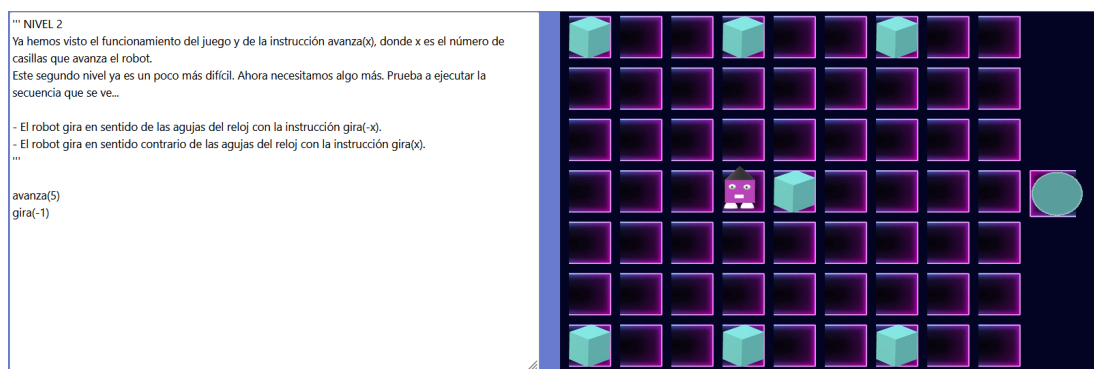 ''' NIVEL 2
Ya hemos visto el funcionamiento del juego y de la instrucción avanza(x), donde x es el número de
casillas que avanza el robot.
Este segundo nivel ya es un poco más difícil. Ahora necesitamos algo más. Prueba a ejecutar la
secuencia que se ve...
- El robot gira en sentido de las agujas del reloj con la instrucción gira(-x).
- El robot gira en sentido contrario de las agujas del reloj con la instrucción gira(x).
'''
avanza(5)
gira(-1)